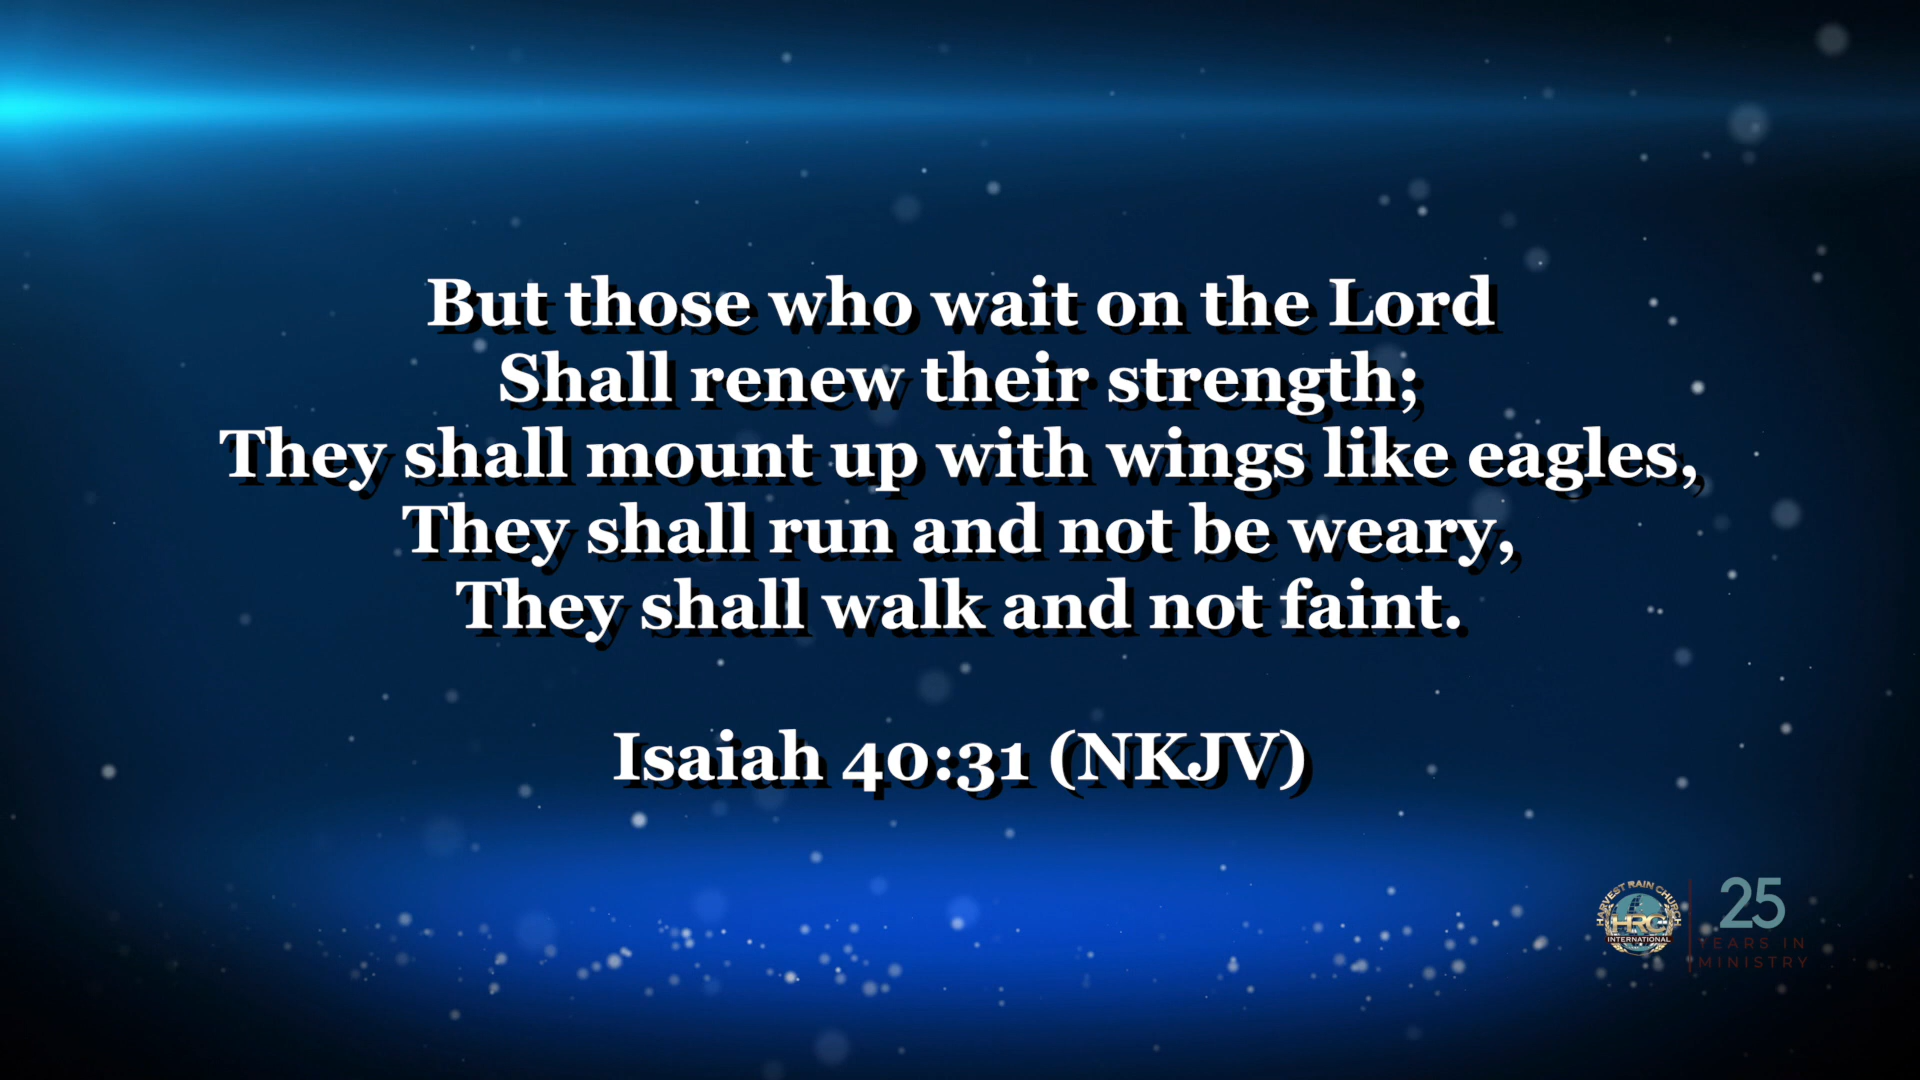 But those who wait on the Lord
Shall renew their strength;
They shall mount up with wings like eagles,
They shall run and not be weary,
They shall walk and not faint.
Isaiah 40:31 (NKJV)
HARVEST RAIN CHURCH
HRC
INTERNATIONAL
25
YEARS IN
MINISTRY